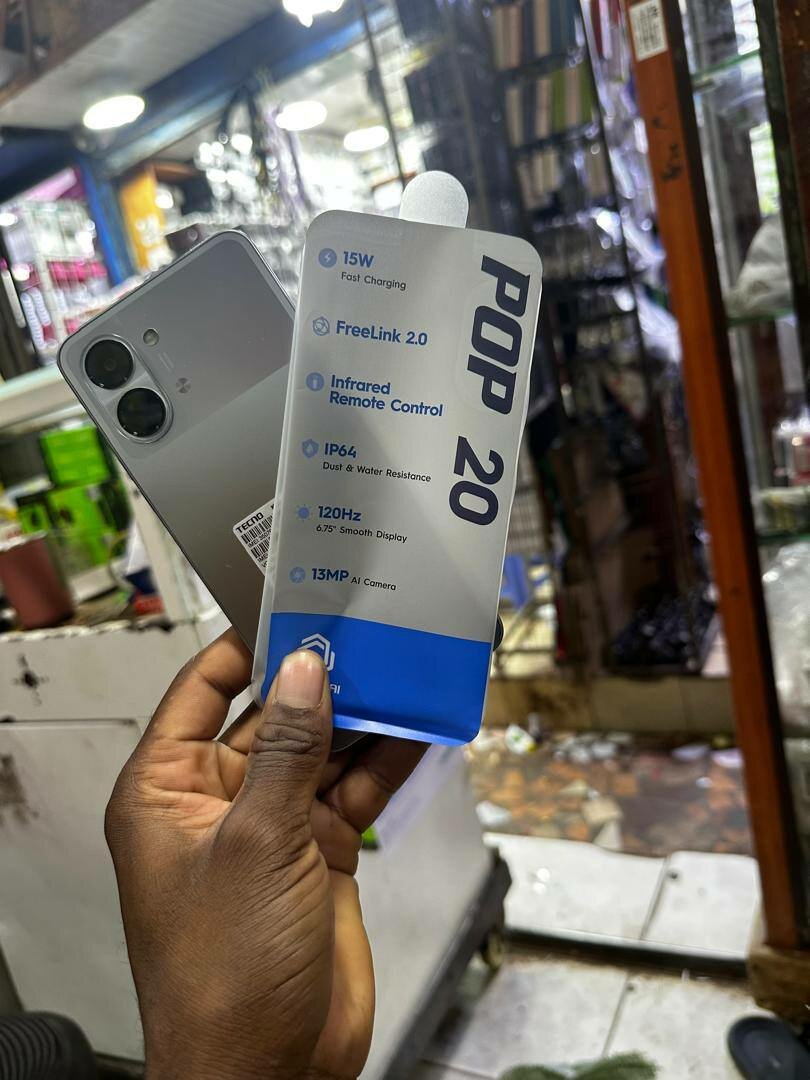 15W
Fast Charging
FreeLink 2.0
Infrared
Remote Control
IP64
Dust & Water Resistance
120Hz
6.75" Smooth Display
13MP AI Camera
POP 20
AI
TECNO